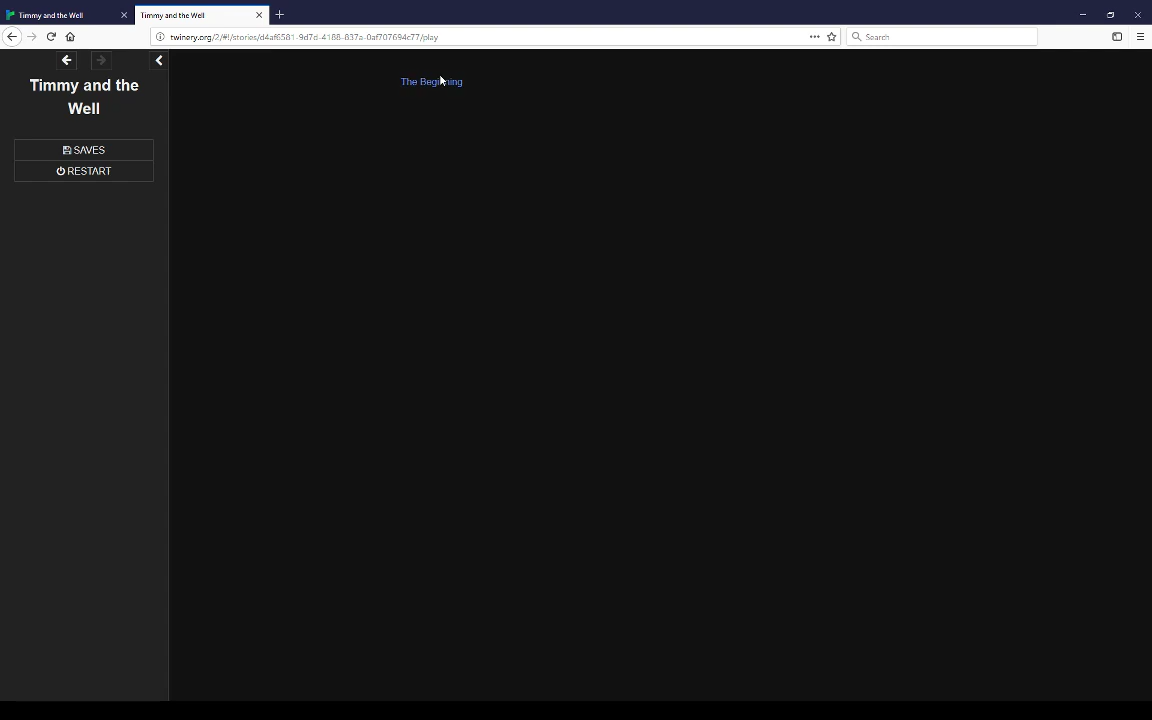 Timmy and the Well
Timmy and the Well
twinery.org/2/#!/stories/d4af6581-9d7d-4188-837a-0af707694c77/play
Search
Timmy and the
Well
SAVES
RESTART
The Beginning